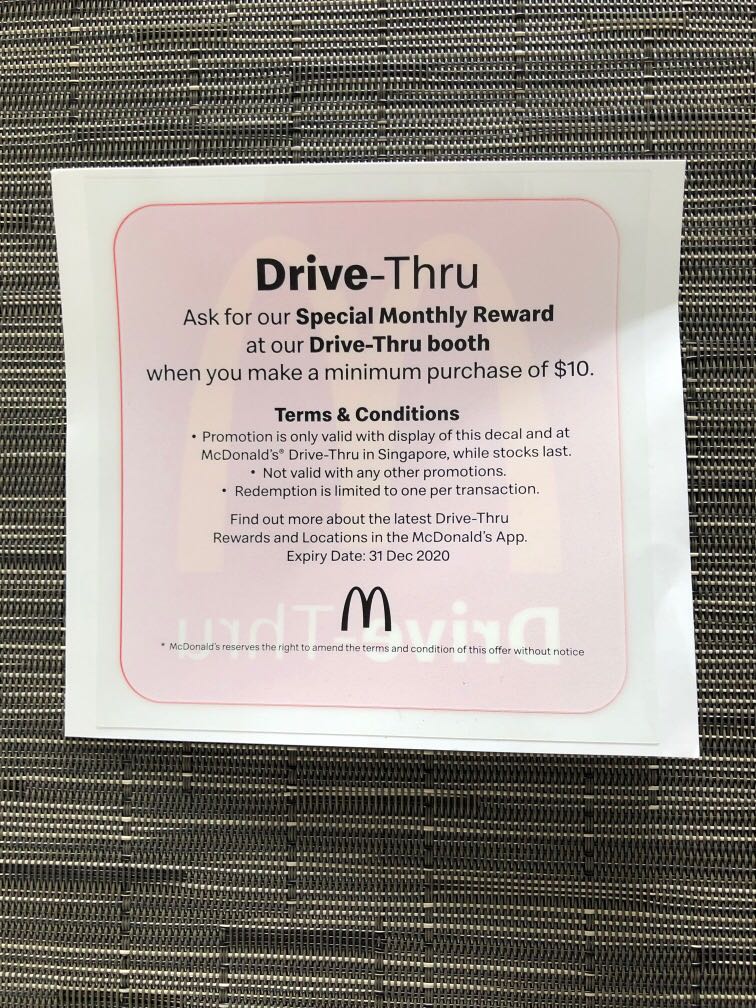 Drive-Thru
Ask for our Special Monthly Reward
at our Drive-Thru booth
when you make a minimum purchase of $10.
Terms & Conditions
• Promotion is only valid with display of this decal and at
McDonald's® Drive-Thru in Singapore, while stocks last.
• Not valid with any other promotions.
• Redemption is limited to one per transaction.
Find out more about the latest Drive-Thru
Rewards and Locations in the McDonald's App.
Expiry Date: 31 Dec 2020
Drive-Thru
* McDonald's reserves the right to amend the terms and condition of this offer without notice